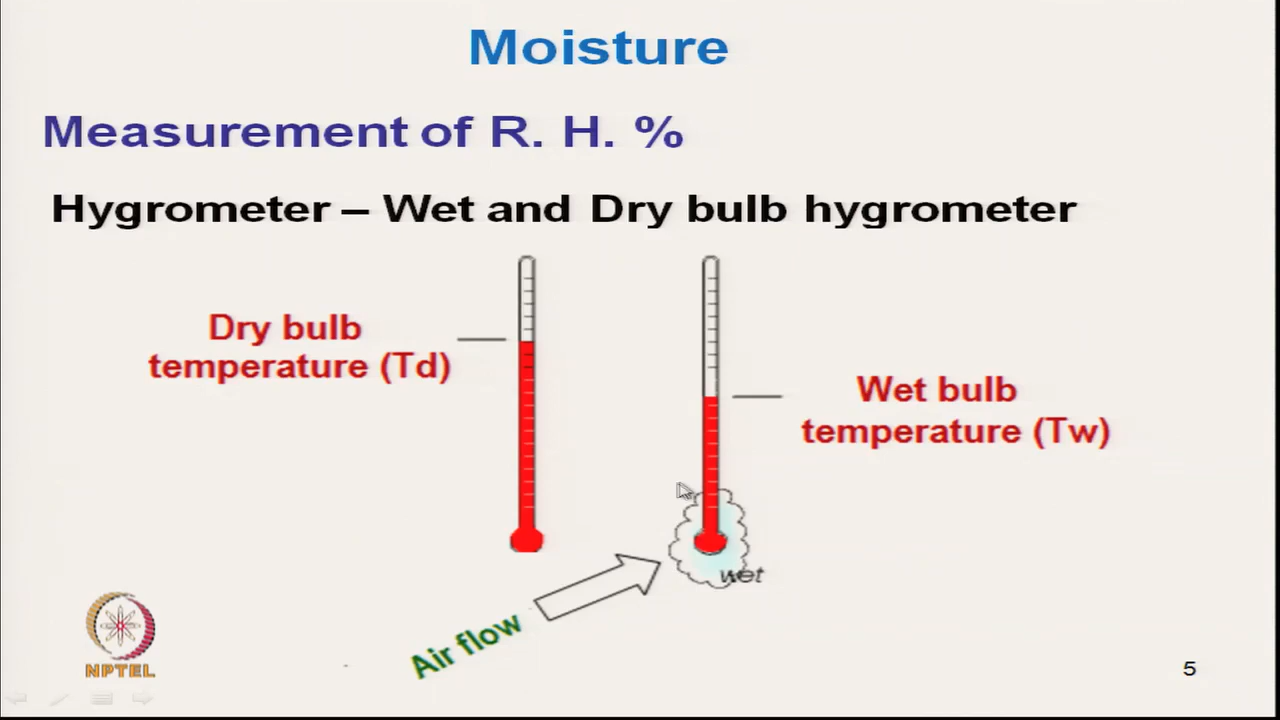 Moisture
Measurement of R. H. %
Hygrometer – Wet and Dry bulb hygrometer
Dry bulb
temperature (Td)
Wet bulb
temperature (Tw)
wet
Air flow
NPTEL
5